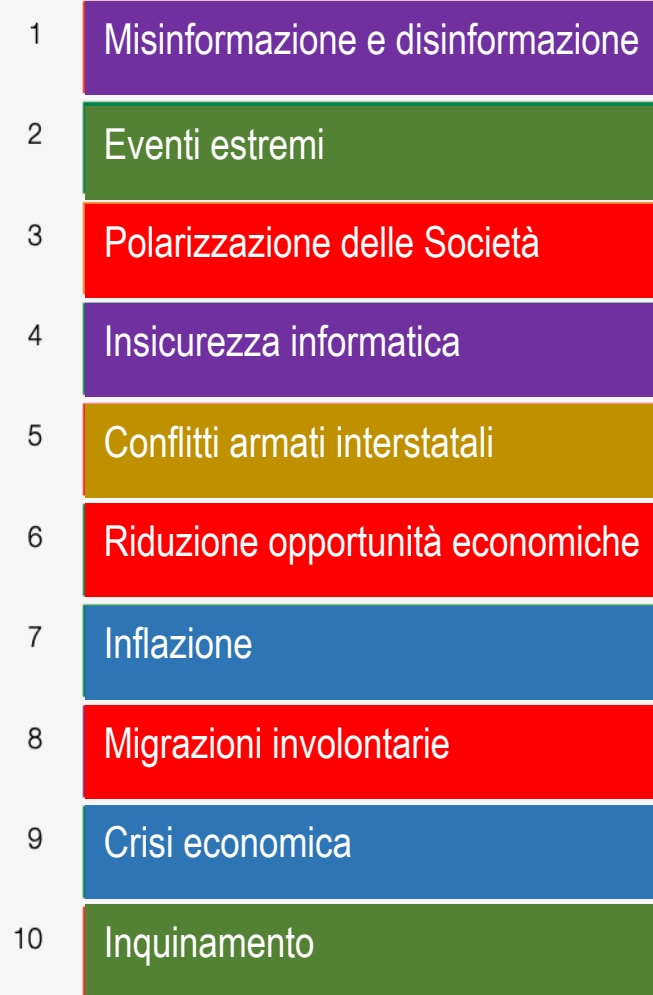 1 Misinformazione e disinformazione
2 Eventi estremi
3 Polarizzazione delle Società
4 Insicurezza informatica
5 Conflitti armati interstatali
6 Riduzione opportunità economiche
7 Inflazione
8 Migrazioni involontarie
9 Crisi economica
10 Inquinamento